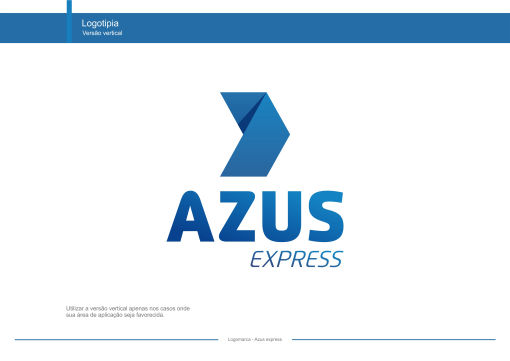 Logotipia
Versão vertical
AZUS
EXPRESS
Utilizar a versão vertical apenas nos casos onde
sua área de aplicação seja favorecida.
Logomarca - Azus express